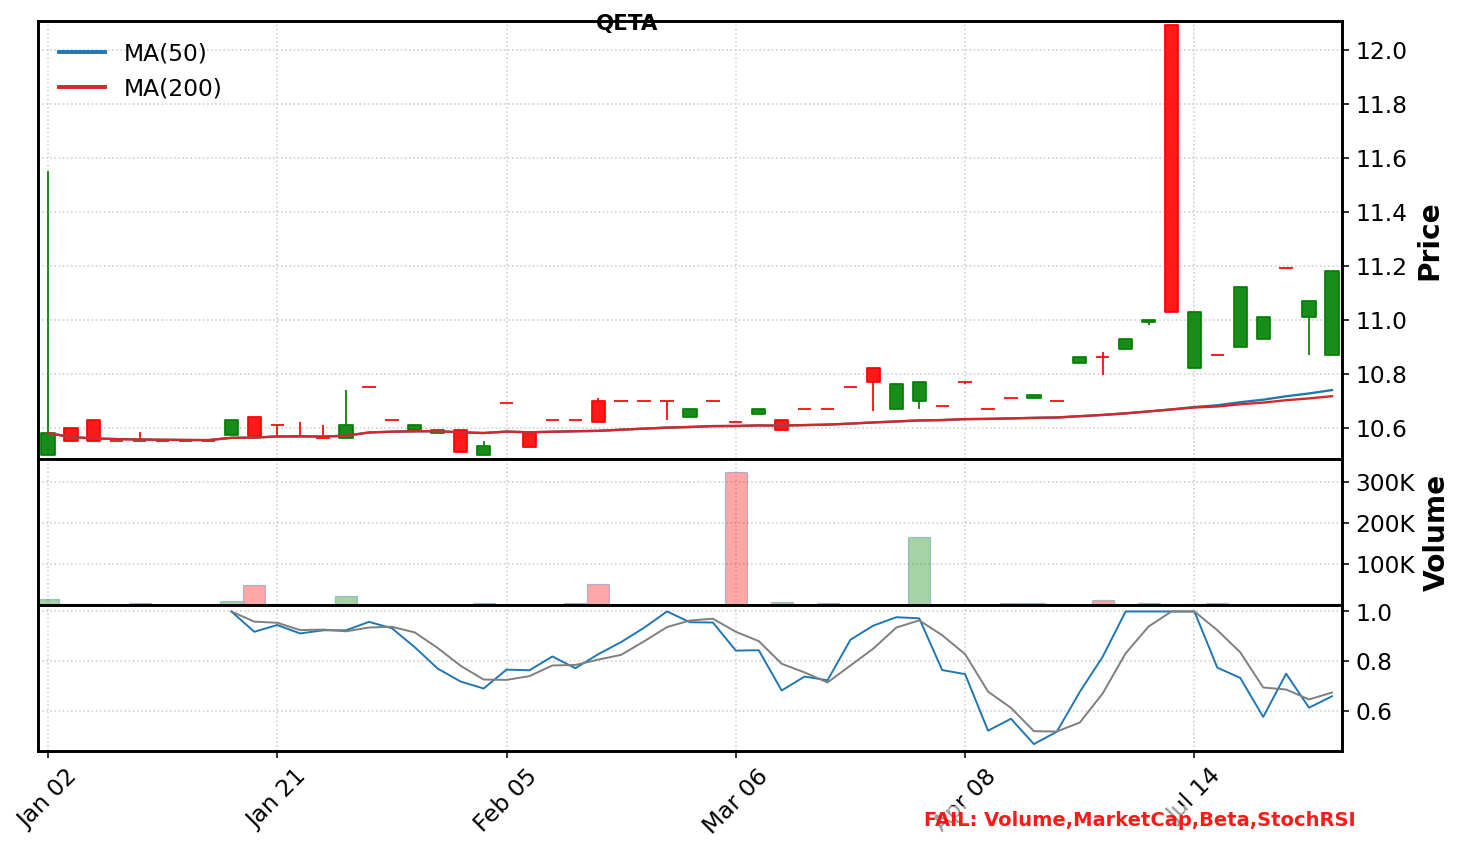 QETA
MA(50)
MA(200)
12.0
11.8
11.6
11.4
11.2
11.0
10.8
10.6
Price
300K
200K
100K
Volume
1.0
0.8
0.6
Jan 02
Jan 21
Feb 05
Mar 06
Apr 08
Jul 14
FAIL: Volume,MarketCap,Beta,StochRSI